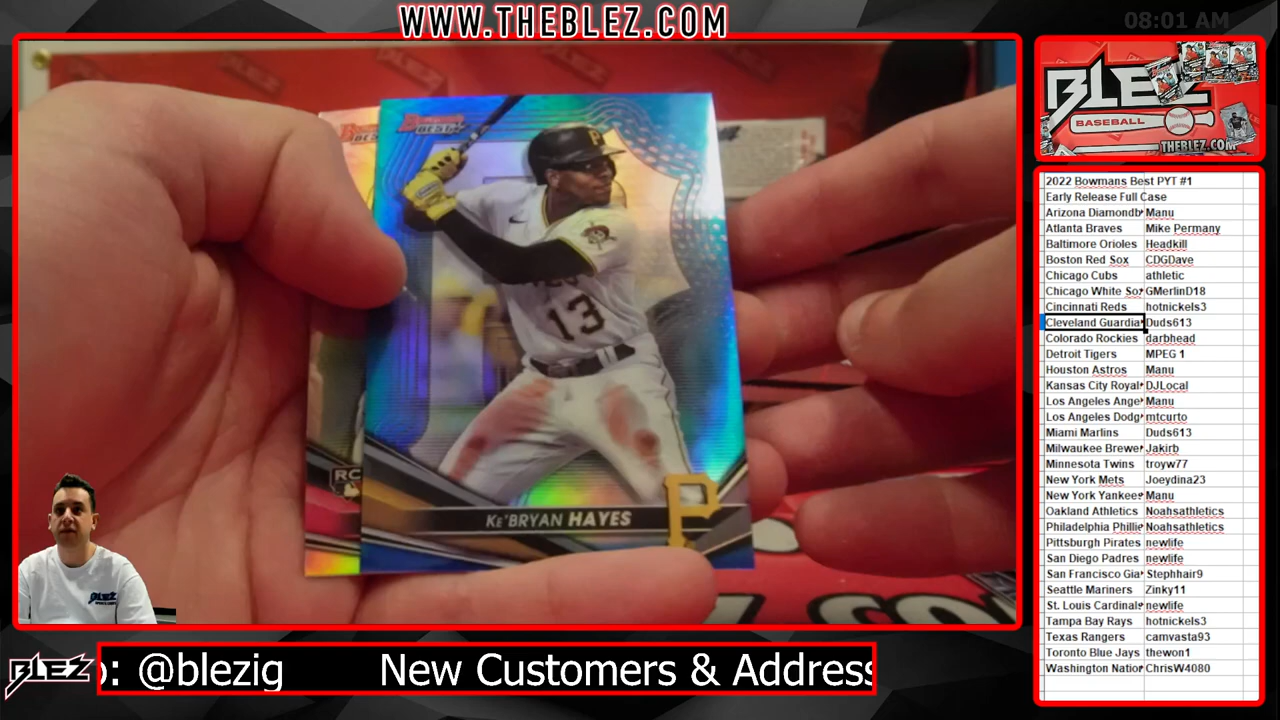 WWW.THEBLEZ.COM
08:01 AM
BOWMAN'S
BEST
P
13
RC
KE'BRYAN HAYES
P
BLEZ
BASEBALL
THEBLEZ.COM
2022 Bowmans Best PYT #1
Early Release Full Case
Arizona Diamondb Manu
Atlanta Braves Mike Permany
Baltimore Orioles Headkill
Boston Red Sox CDGDave
Chicago Cubs athletic
Chicago White Sox GMerlinD18
Cincinnati Reds hotnickels3
Cleveland Guardia Duds613
Colorado Rockies darbhead
Detroit Tigers MPEG 1
Houston Astros Manu
Kansas City Royal DJLocal
Los Angeles Ange Manu
Los Angeles Dodg mtcurto
Miami Marlins Duds613
Milwaukee Brewe Jakirb
Minnesota Twins troyw77
New York Mets Joeydina23
New York Yankees Manu
Oakland Athletics Noahsathletics
Philadelphia Phillie Noahsathletics
Pittsburgh Pirates newlife
San Diego Padres newlife
San Francisco Gia Stephhair9
Seattle Mariners Zinky11
St. Louis Cardinals newlife
Tampa Bay Rays hotnickels3
Texas Rangers camvasta93
Toronto Blue Jays thewon1
Washington Nation ChrisW4080
BLEZ
BLEZ
: @blezig New Customers & Address